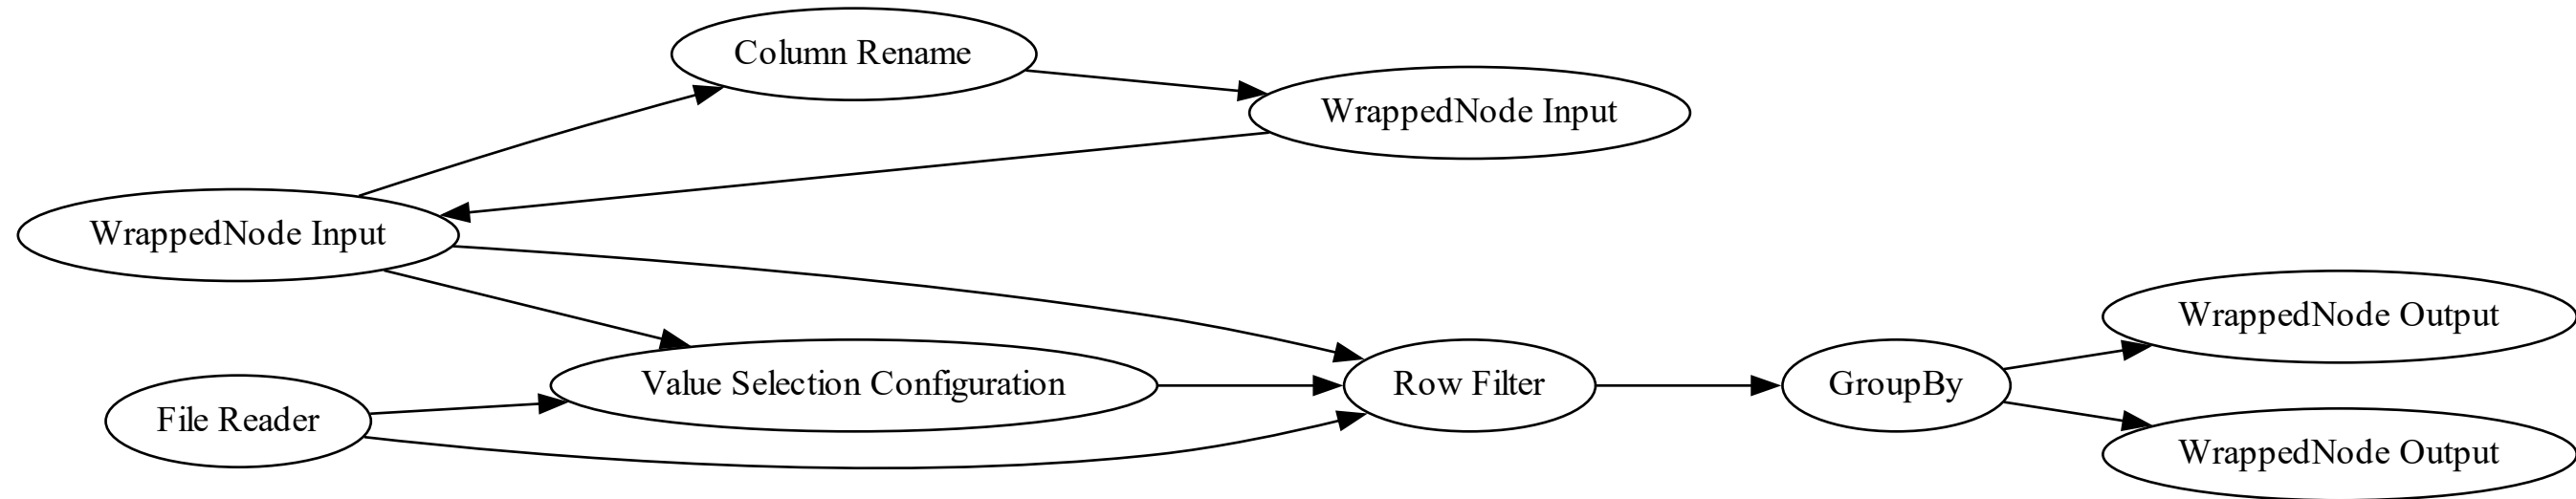 Column Rename
WrappedNode Input
WrappedNode Input
WrappedNode Output
Value Selection Configuration
Row Filter
GroupBy
File Reader
WrappedNode Output